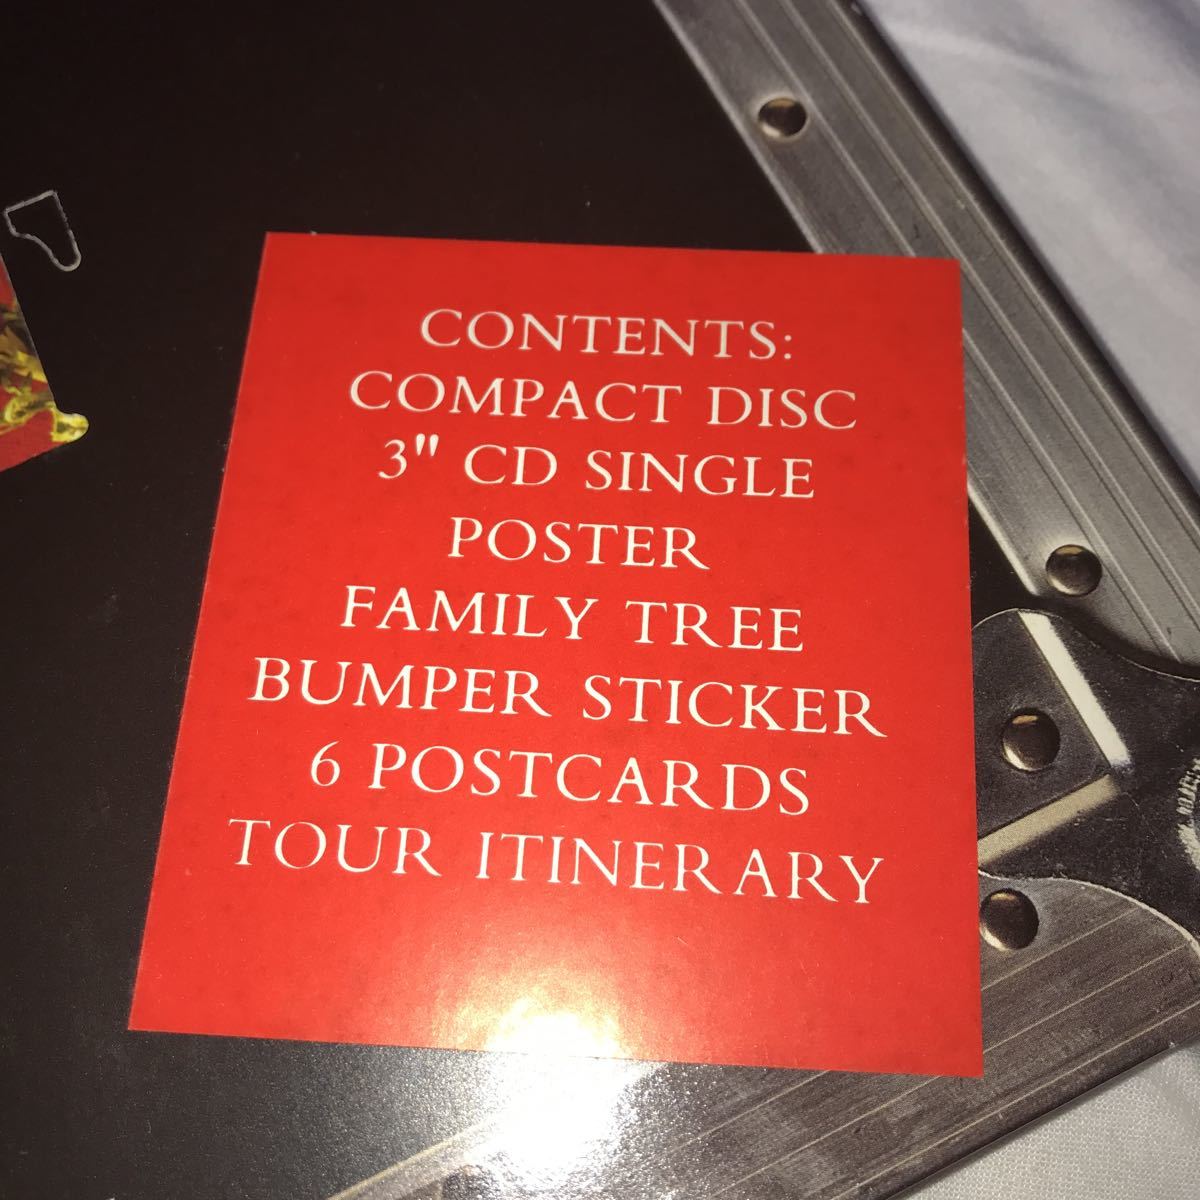 CONTENTS:
COMPACT DISC
3" CD SINGLE
POSTER
FAMILY TREE
BUMPER STICKER
6 POSTCARDS
TOUR ITINERARY